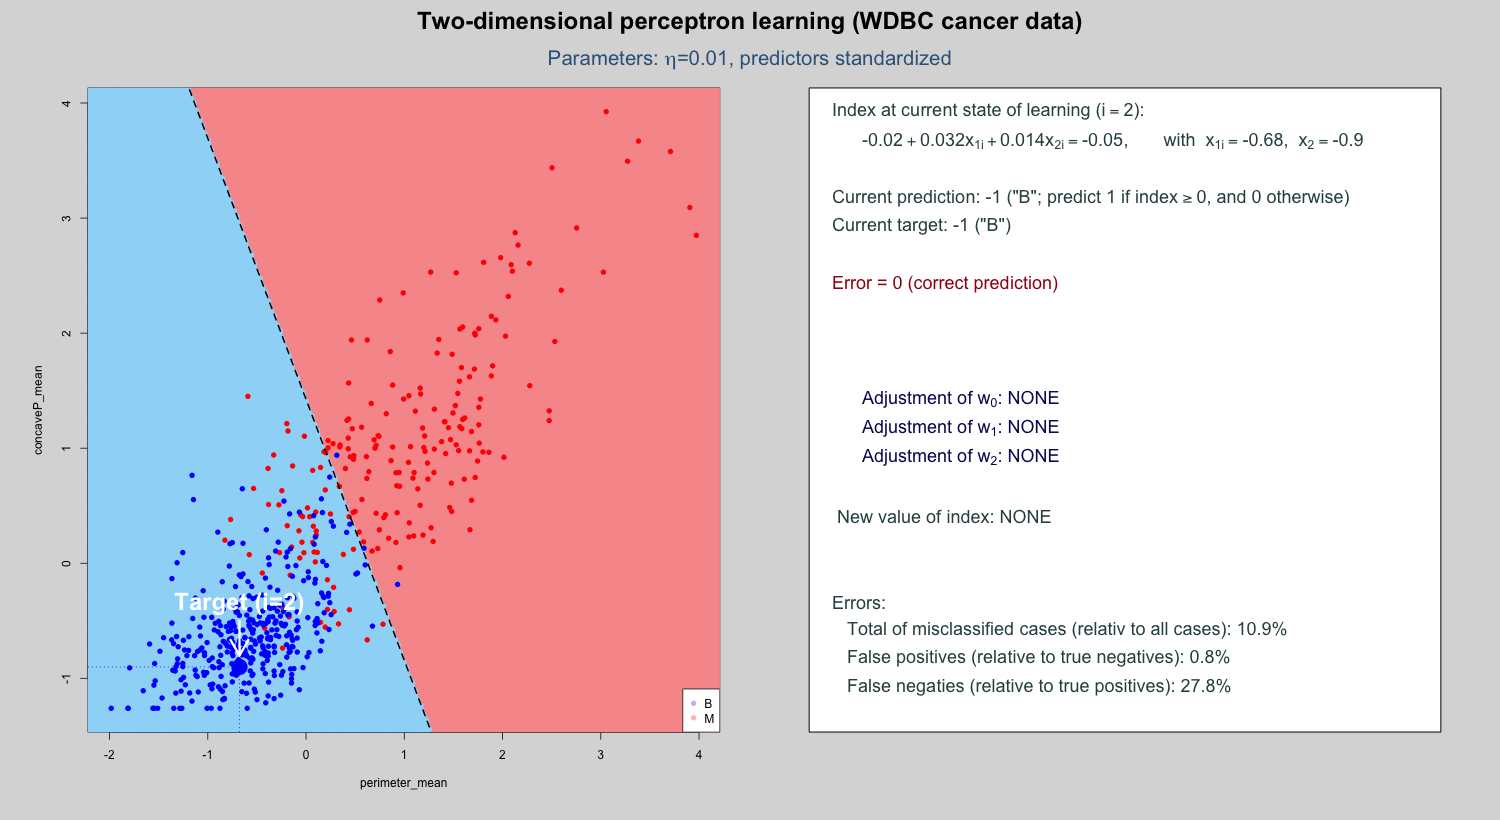 Two-dimensional perceptron learning (WDBC cancer data)
Parameters: η=0.01, predictors standardized
4
3
2
1
0
-1
concaveP_mean
Target (i=2)
B
M
-2 -1 0 1 2 3 4
perimeter_mean
Index at current state of learning (i = 2):
-0.02 + 0.032x1i + 0.014x2i = -0.05, with x1i = -0.68, x2 = -0.9
Current prediction: -1 ("B"; predict 1 if index ≥ 0, and 0 otherwise)
Current target: -1 ("B")
Error = 0 (correct prediction)
Adjustment of w0: NONE
Adjustment of w1: NONE
Adjustment of w2: NONE
New value of index: NONE
Errors:
Total of misclassified cases (relativ to all cases): 10.9%
False positives (relative to true negatives): 0.8%
False negaties (relative to true positives): 27.8%